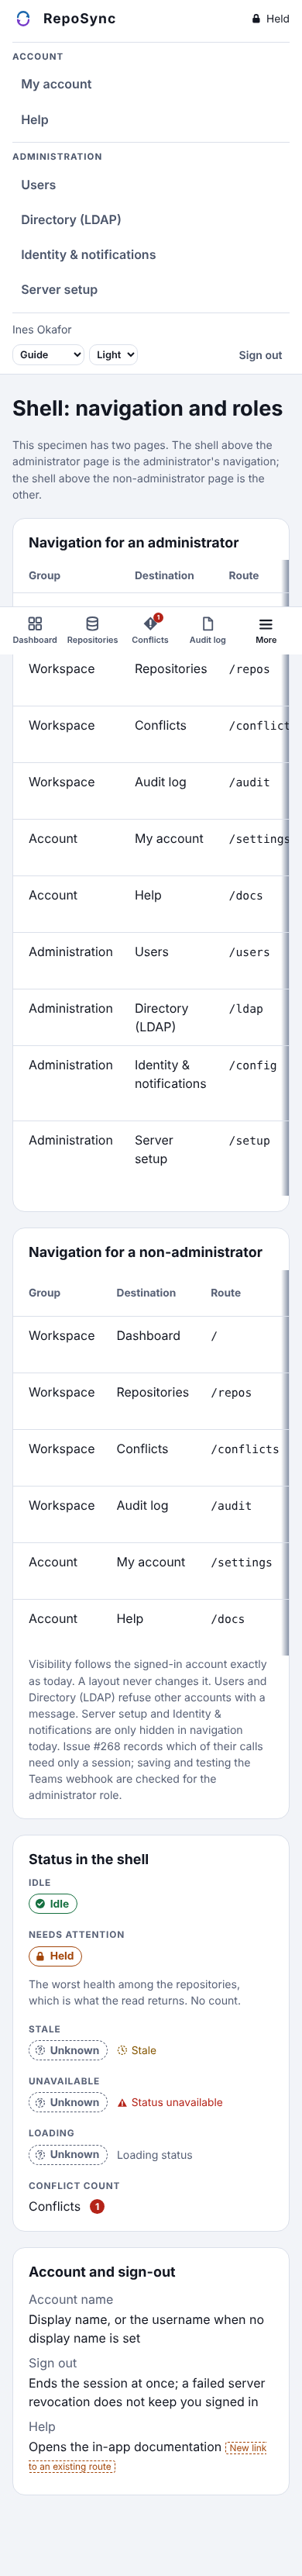 RepoSync
Held
ACCOUNT
My account
Help
ADMINISTRATION
Users
Directory (LDAP)
Identity & notifications
Server setup
Ines Okafor
Guide Light Sign out
Shell: navigation and roles
This specimen has two pages. The shell above the
administrator page is the administrator's navigation;
the shell above the non-administrator page is the
other.
Navigation for an administrator
Group Destination Route
Dashboard Repositories Conflicts 1 Audit log More
Workspace Repositories /repos
Workspace Conflicts /conflict
Workspace Audit log /audit
Account My account /settings
Account Help /docs
Administration Users /users
Administration Directory /ldap
(LDAP)
Administration Identity & /config
notifications
Administration Server /setup
setup
Navigation for a non-administrator
Group Destination Route
Workspace Dashboard /
Workspace Repositories /repos
Workspace Conflicts /conflicts
Workspace Audit log /audit
Account My account /settings
Account Help /docs
Visibility follows the signed-in account exactly
as today. A layout never changes it. Users and
Directory (LDAP) refuse other accounts with a
message. Server setup and Identity &
notifications are only hidden in navigation
today. Issue #268 records which of their calls
need only a session; saving and testing the
Teams webhook are checked for the
administrator role.
Status in the shell
IDLE
Idle
NEEDS ATTENTION
Held
The worst health among the repositories,
which is what the read returns. No count.
STALE
Unknown Stale
UNAVAILABLE
Unknown Status unavailable
LOADING
Unknown Loading status
CONFLICT COUNT
Conflicts 1
Account and sign-out
Account name
Display name, or the username when no
display name is set
Sign out
Ends the session at once; a failed server
revocation does not keep you signed in
Help
Opens the in-app documentation New link
to an existing route